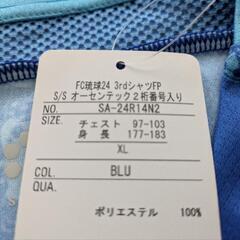 FC琉球24 3rdシャツFP
S/S オーセンテック2桁番号入り
NO. SA-24R14N2
SIZE. チェスト 97-103
身 長 177-183
XL
COL. BLU
QUA.
ポリエステル 100%